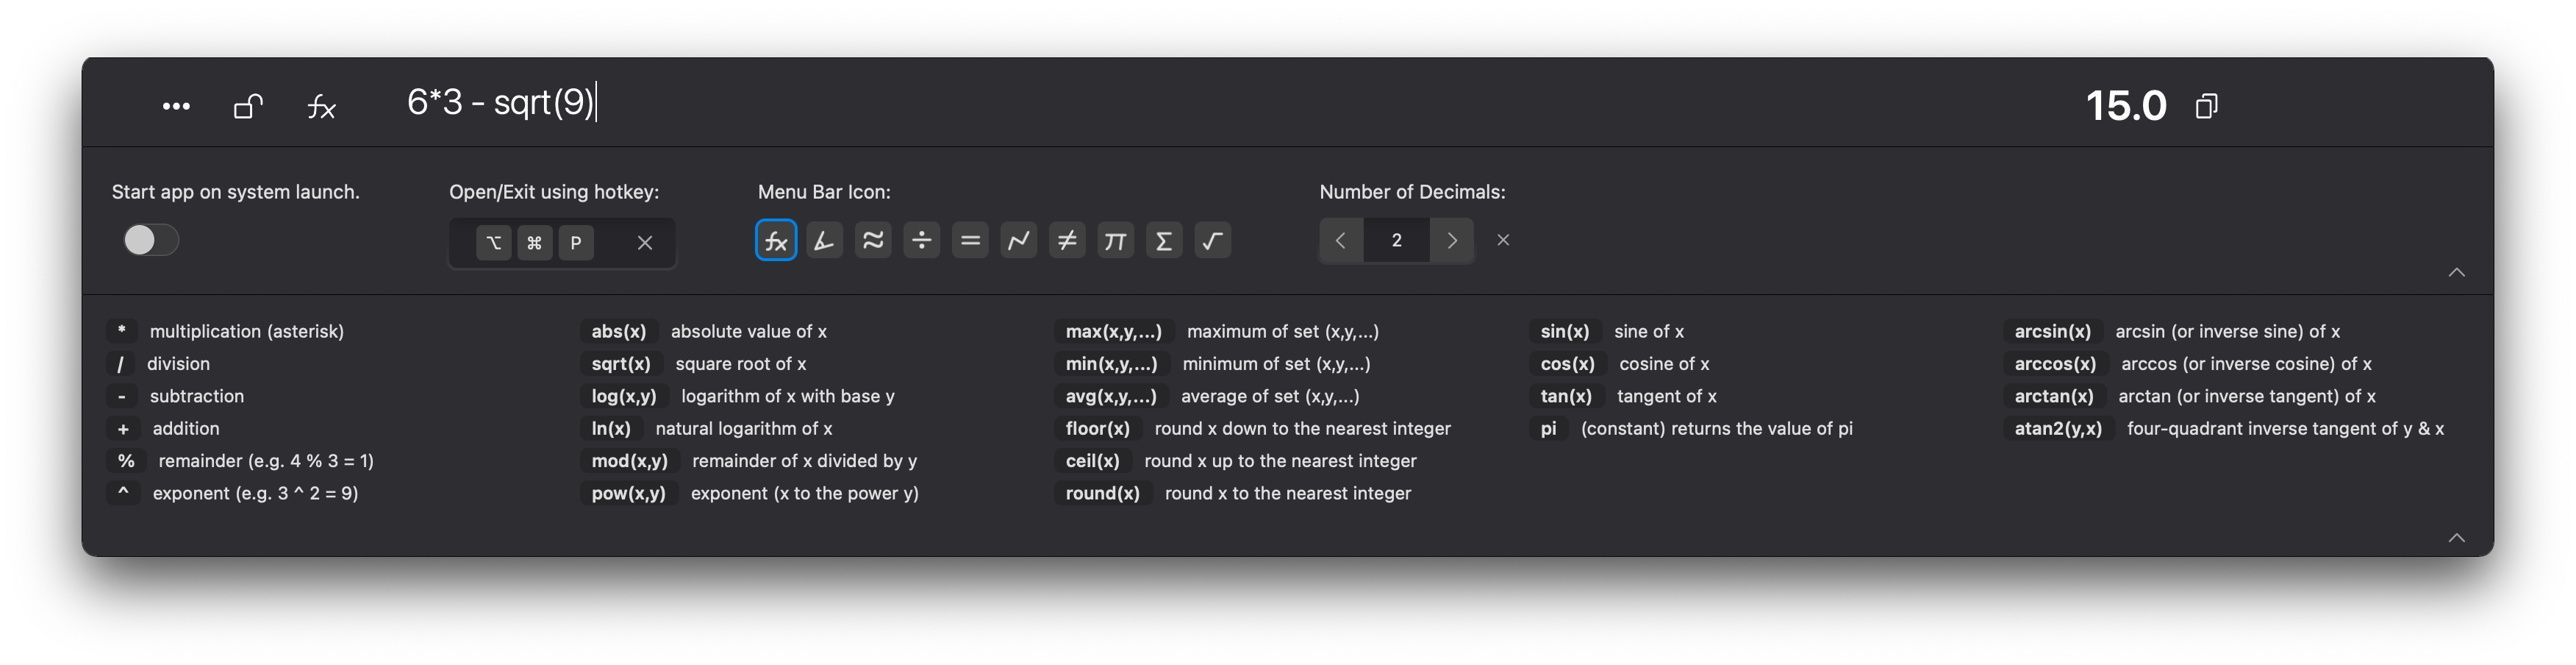 ••• fx 6*3 - sqrt(9) 15.0
Start app on system launch. Open/Exit using hotkey: Menu Bar Icon: Number of Decimals:
⌥ ⌘ P × fx ∠ ≈ ÷ = ≠ π Σ √ < 2 > ×
* multiplication (asterisk)
/ division
- subtraction
+ addition
% remainder (e.g. 4 % 3 = 1)
^ exponent (e.g. 3 ^ 2 = 9)
abs(x) absolute value of x
sqrt(x) square root of x
log(x,y) logarithm of x with base y
ln(x) natural logarithm of x
mod(x,y) remainder of x divided by y
pow(x,y) exponent (x to the power y)
max(x,y,...) maximum of set (x,y,...)
min(x,y,...) minimum of set (x,y,...)
avg(x,y,...) average of set (x,y,...)
floor(x) round x down to the nearest integer
ceil(x) round x up to the nearest integer
round(x) round x to the nearest integer
sin(x) sine of x
cos(x) cosine of x
tan(x) tangent of x
pi (constant) returns the value of pi
arcsin(x) arcsin (or inverse sine) of x
arccos(x) arccos (or inverse cosine) of x
arctan(x) arctan (or inverse tangent) of x
atan2(y,x) four-quadrant inverse tangent of y & x